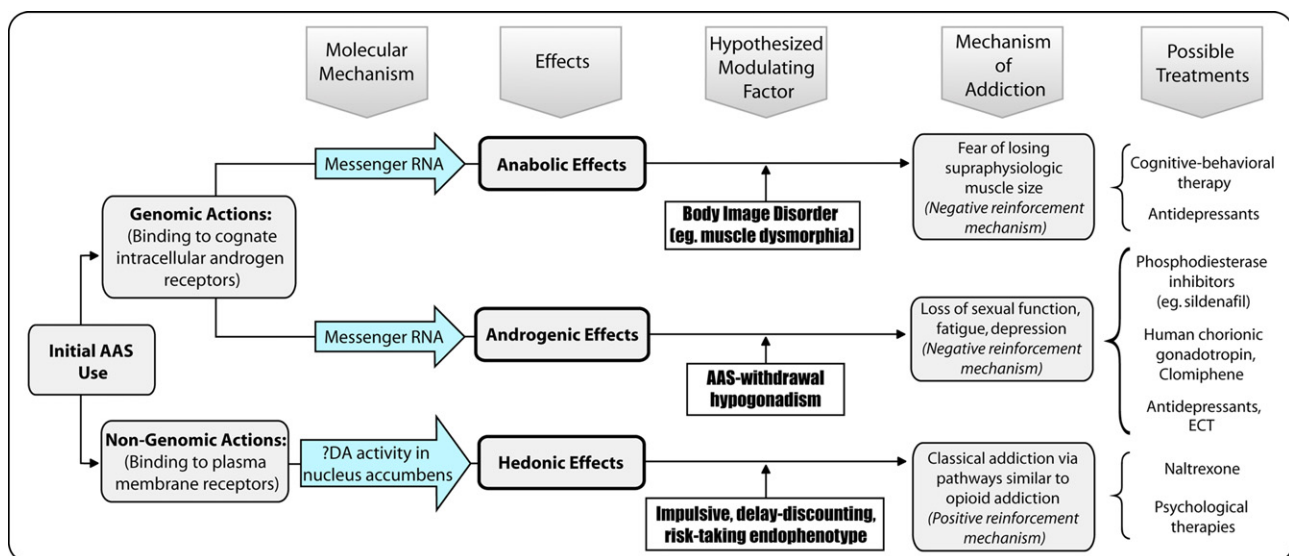 Molecular
Mechanism
Effects
Hypothesized
Modulating
Factor
Mechanism
of
Addiction
Possible
Treatments
Initial AAS
Use
Genomic Actions:
(Binding to cognate
intracellular androgen
receptors)
Messenger RNA
Anabolic Effects
Body Image Disorder
(eg. muscle dysmorphia)
Fear of losing
supraphysiologic
muscle size
(Negative reinforcement
mechanism)
Cognitive-behavioral
therapy
Antidepressants
Messenger RNA
Androgenic Effects
AAS-withdrawal
hypogonadism
Loss of sexual function,
fatigue, depression
(Negative reinforcement
mechanism)
Phosphodiesterase
inhibitors
(eg. sildenafil)
Human chorionic
gonadotropin,
Clomiphene
Antidepressants,
ECT
Non-Genomic Actions:
(Binding to plasma
membrane receptors)
?DA activity in
nucleus accumbens
Hedonic Effects
Impulsive, delay-discounting,
risk-taking endophenotype
Classical addiction via
pathways similar to
opioid addiction
(Positive reinforcement
mechanism)
Naltrexone
Psychological
therapies